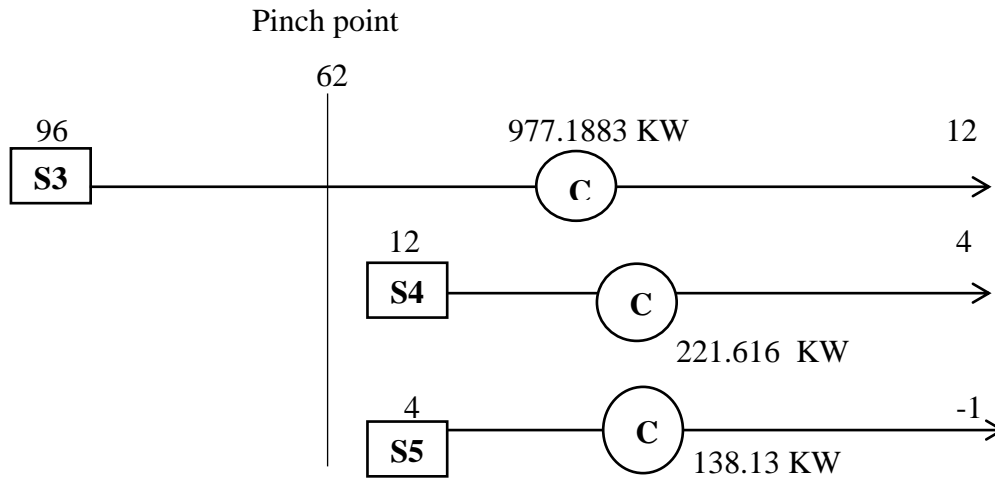 Pinch point
62
96
977.1883 KW
12
S3
C
12
4
S4
C
221.616 KW
4
-1
S5
C
138.13 KW